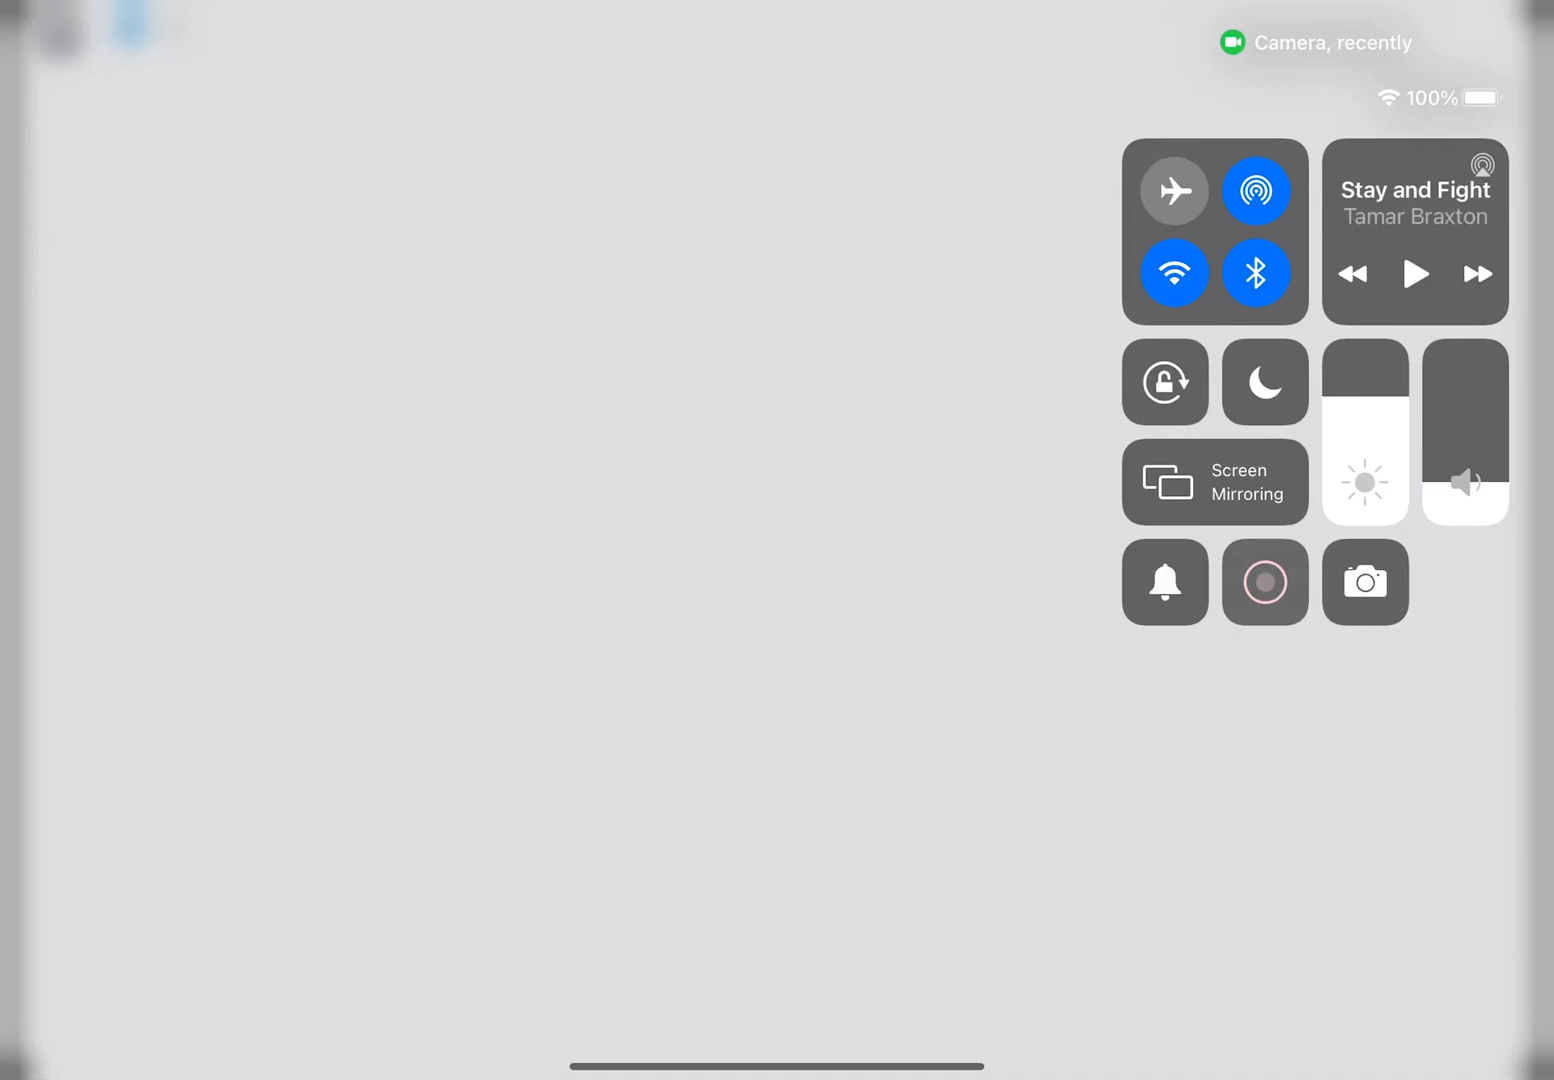 Camera, recently
100%
Stay and Fight
Tamar Braxton
Screen
Mirroring